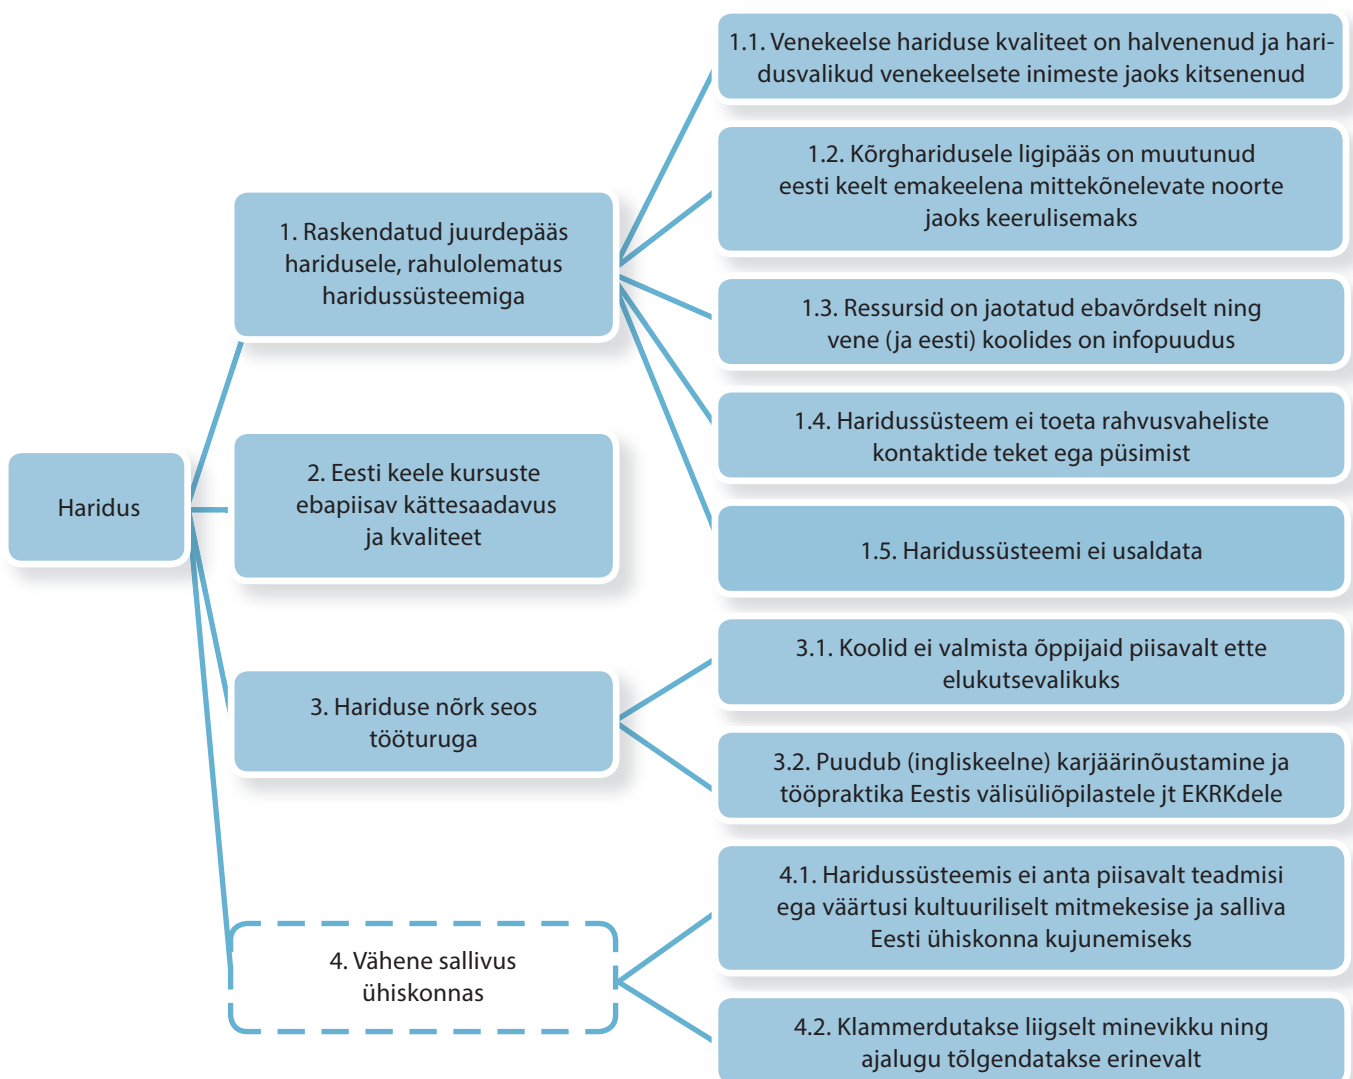 Haridus
1. Raskendatud juurdepääs
haridusele, rahulolematus
haridussüsteemiga
1.1. Venekeelse hariduse kvaliteet on halvenenud ja hari-
dusvalikud venekeelsete inimeste jaoks kitsenenud
1.2. Kõrgharidusele ligipääs on muutunud
eesti keelt emakeelena mittekõnelevate noorte
jaoks keerulisemaks
1.3. Ressursid on jaotatud ebavõrdselt ning
vene (ja eesti) koolides on infopuudus
1.4. Haridussüsteem ei toeta rahvusvaheliste
kontaktide teket ega püsimist
1.5. Haridussüsteemi ei usaldata
2. Eesti keele kursuste
ebapiisav kättesaadavus
ja kvaliteet
3. Hariduse nõrk seos
tööturuga
3.1. Koolid ei valmista õppijaid piisavalt ette
elukutsevalikuks
3.2. Puudub (ingliskeelne) karjäärinõustamine ja
tööpraktika Eestis välisüliõpilastele jt EKRKdele
4. Vähene sallivus
ühiskonnas
4.1. Haridussüsteemis ei anta piisavalt teadmisi
ega väärtusi kultuuriliselt mitmekesise ja salliva
Eesti ühiskonna kujunemiseks
4.2. Klammerdutakse liigselt minevikku ning
ajalugu tõlgendatakse erinevalt